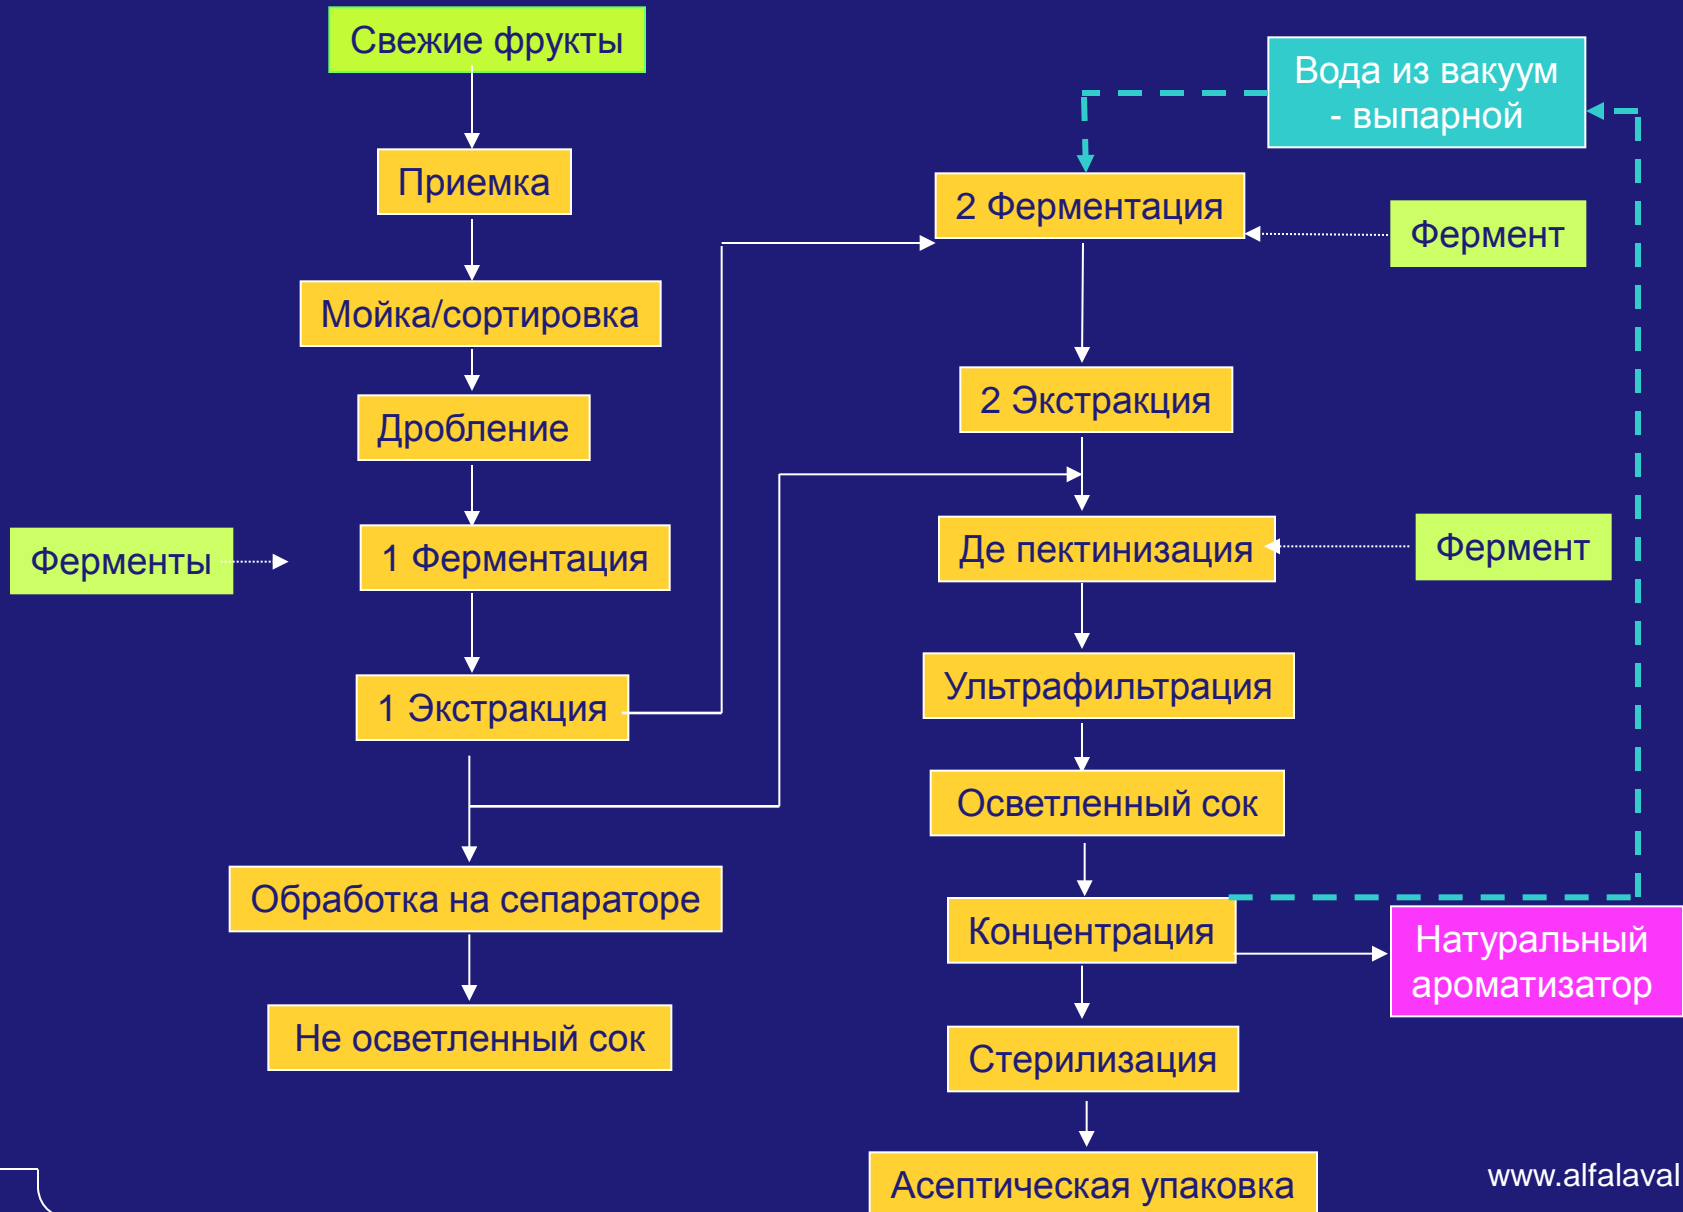 Свежие фрукты
Приемка
Мойка/сортировка
Дробление
Ферменты
1 Ферментация
1 Экстракция
Обработка на сепараторе
Не осветленный сок
Вода из вакуум
- выпарной
2 Ферментация
Фермент
2 Экстракция
Де пектинизация
Фермент
Ультрафильтрация
Осветленный сок
Концентрация
Натуральный
ароматизатор
Стерилизация
Асептическая упаковка
www.alfalaval